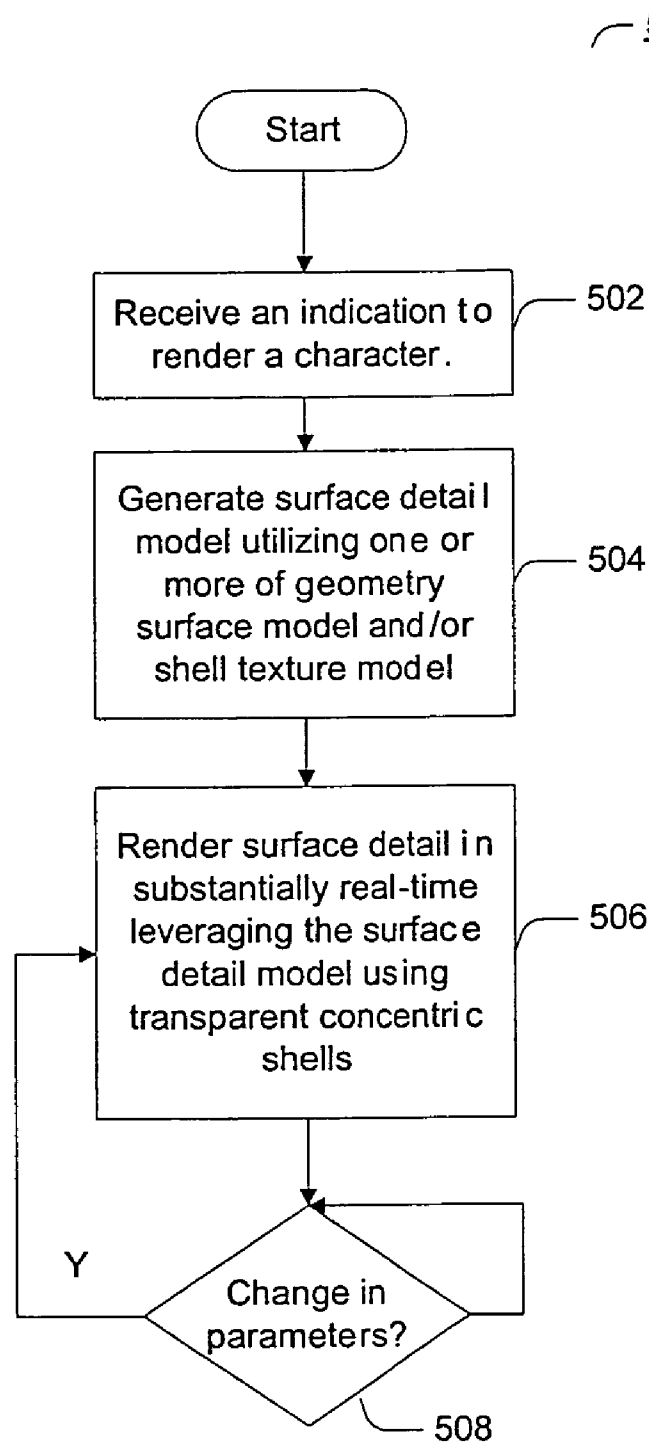 Start
Receive an indication to
render a character.
502
Generate surface detail
model utilizing one or
more of geometry
surface model and/or
shell texture model
504
Render surface detail in
substantially real-time
leveraging the surface
detail model using
transparent concentric
shells
506
Y
Change in
parameters?
508